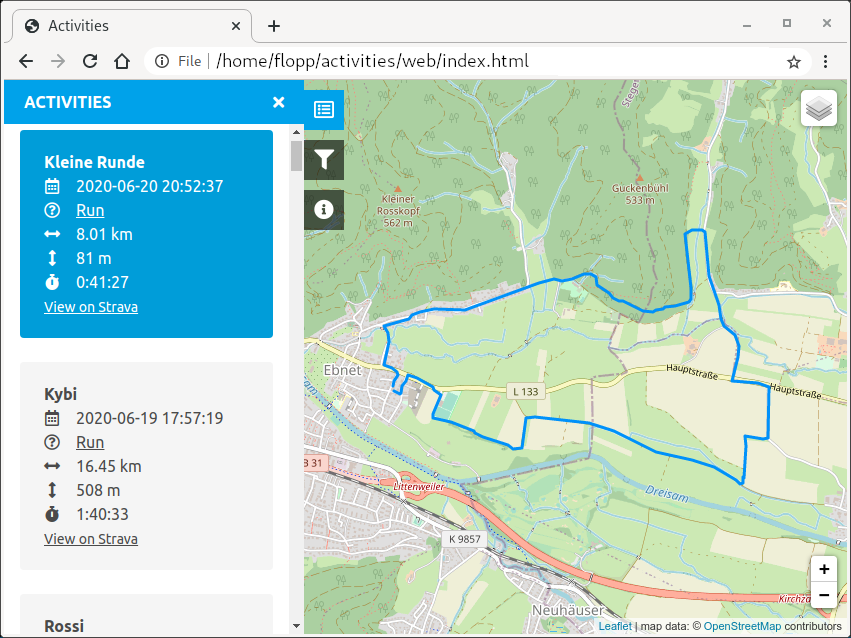 Activities
File
/home/flopp/activities/web/index.html
ACTIVITIES
Kleine Runde
2020-06-20 20:52:37
Run
8.01 km
81 m
0:41:27
View on Strava
Kybi
2020-06-19 17:57:19
Run
16.45 km
508 m
1:40:33
View on Strava
Rossi
Steger
Kleiner
Rosskopf
562 m
Guckenbühl
533 m
Ebnet
L 133
Hauptstraße
Hauptstraße
B 31
Littenweiler
Dreisam
K 9857
Neuhäuser
Kirchza
+
−
Leaflet | map data: © OpenStreetMap contributors